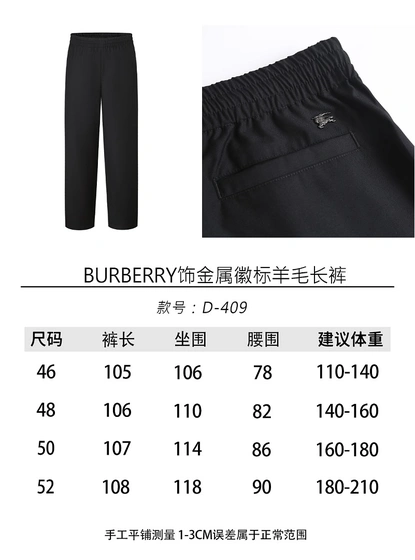 BURBERRY饰金属徽标羊毛长裤
款号：D-409
尺码 裤长 坐围 腰围 建议体重
46 105 106 78 110-140
48 106 110 82 140-160
50 107 114 86 160-180
52 108 118 90 180-210
手工平铺测量 1-3CM误差属于正常范围